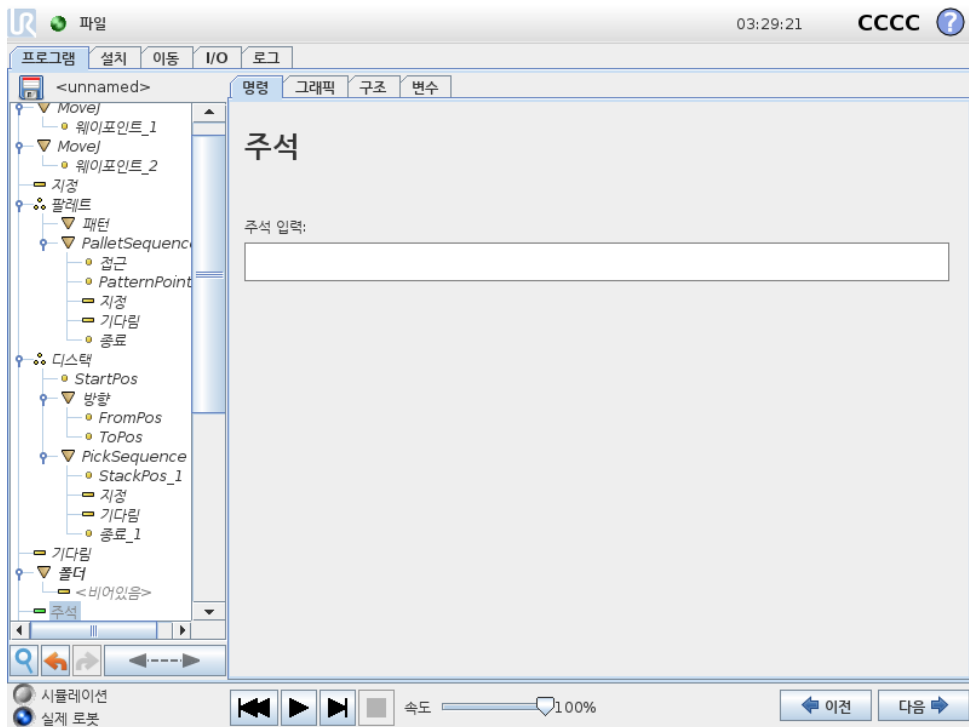 UR 파일 03:29:21 CCCC ?
프로그램 설치 이동 I/O 로그
<unnamed> 명령 그래픽 구조 변수
MoveJ
웨이포인트_1
MoveJ
웨이포인트_2
지정
팔레트
패턴
PalletSequenc
접근
PatternPoint
지정
기다림
종료
디스택
StartPos
방향
FromPos
ToPos
PickSequence
StackPos_1
지정
기다림
종료_1
기다림
폴더
<비어있음>
주석
주석
주석 입력:
시뮬레이션
실제 로봇
속도 100% 이전 다음